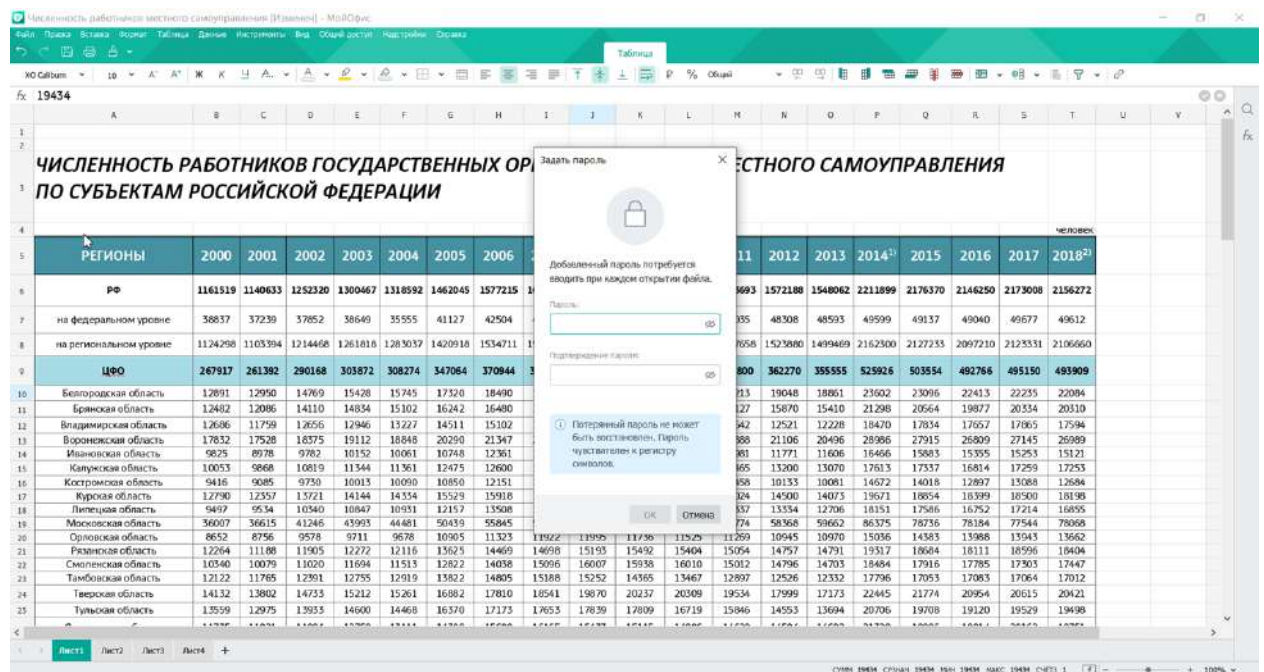 Численность работников местного самоуправления [Изменен] - МойОфис
Файл Правка Вставка Формат Таблица Данные Инструменты Вид Общий доступ Надстройки Справка
Таблица
XO Calibum 10 Ж К Ч Р % Общий
fx 19434
A B C D E F G H I J K L M N O P Q R S T U V
ЧИСЛЕННОСТЬ РАБОТНИКОВ ГОСУДАРСТВЕННЫХ ОР ЕСТНОГО САМОУПРАВЛЕНИЯ
ПО СУБЪЕКТАМ РОССИЙСКОЙ ФЕДЕРАЦИИ
человек
РЕГИОНЫ 2000 2001 2002 2003 2004 2005 2006 11 2012 2013 2014¹⁾ 2015 2016 2017 2018²⁾
РФ 1161519 1140633 1252320 1300467 1318592 1462045 1577215 1572188 1548062 2211899 2176370 2146250 2173008 2156272
на федеральном уровне 38837 37239 37852 38649 35555 41127 42504 48308 48593 49599 49137 49040 49677 49612
на региональном уровне 1124298 1103394 1214468 1261818 1283037 1420918 1534711 1523880 1499469 2162300 2127233 2097210 2123331 2106660
ЦФО 267917 261392 290168 303872 308274 347064 370944 362270 355555 525926 503554 492766 495150 493909
Белгородская область 12891 12950 14769 15428 15745 17320 18490 19048 18861 23602 23096 22413 22235 22084
Брянская область 12482 12086 14110 14834 15102 16242 16480 15870 15410 21298 20564 19877 20334 20310
Владимирская область 12686 11759 12656 12946 13227 14511 15102 12521 12228 18470 17834 17657 17865 17594
Воронежская область 17832 17528 18375 19112 18848 20290 21347 21106 20496 28986 27915 26809 27145 26989
Ивановская область 9825 8978 9782 10152 10061 10748 12361 11771 11606 16466 15883 15355 15253 15121
Калужская область 10053 9868 10819 11344 11361 12475 12600 13200 13070 17613 17337 16814 17259 17253
Костромская область 9416 9085 9730 10013 10090 10850 12151 10133 10081 14672 14018 12897 13088 12684
Курская область 12790 12357 13721 14144 14334 15529 15918 14500 14073 19671 18854 18399 18500 18198
Липецкая область 9497 9534 10340 10847 10931 12157 13508 13334 12706 18151 17586 16752 17214 16855
Московская область 36007 36615 41246 43993 44481 50439 55845 58368 59662 86375 78736 78184 77544 78068
Орловская область 8652 8756 9578 9711 9678 10905 11323 11922 11995 11736 11525 11269 10945 10970 15036 14383 13988 13943 13662
Рязанская область 12264 11188 11905 12272 12116 13625 14469 14698 15193 15492 15404 15054 14757 14791 19317 18684 18111 18596 18404
Смоленская область 10340 10079 11020 11694 11513 12822 14038 15096 16007 15938 16010 15012 14796 14703 18484 17916 17785 17303 17447
Тамбовская область 12122 11765 12391 12755 12919 13822 14805 15188 15252 14365 13467 12897 12526 12332 17796 17053 17083 17064 17012
Тверская область 14132 13802 14733 15212 15261 16882 17810 18541 19870 20237 20309 19534 17999 17173 22445 21774 20954 20615 20421
Тульская область 13559 12975 13933 14600 14468 16370 17173 17653 17839 17809 16719 15846 14553 13694 20706 19708 19120 19529 19498
Задать пароль
Добавленный пароль потребуется
вводить при каждом открытии файла.
Пароль:
Подтверждение пароля:
Потерянный пароль не может
быть восстановлен. Пароль
чувствителен к регистру
символов.
OK Отмена
Лист1 Лист2 Лист3 Лист4 +
СУММ 19434 СРЗНАЧ 19434 МИН 19434 МАКС 19434 СЧЁТ 1 100%